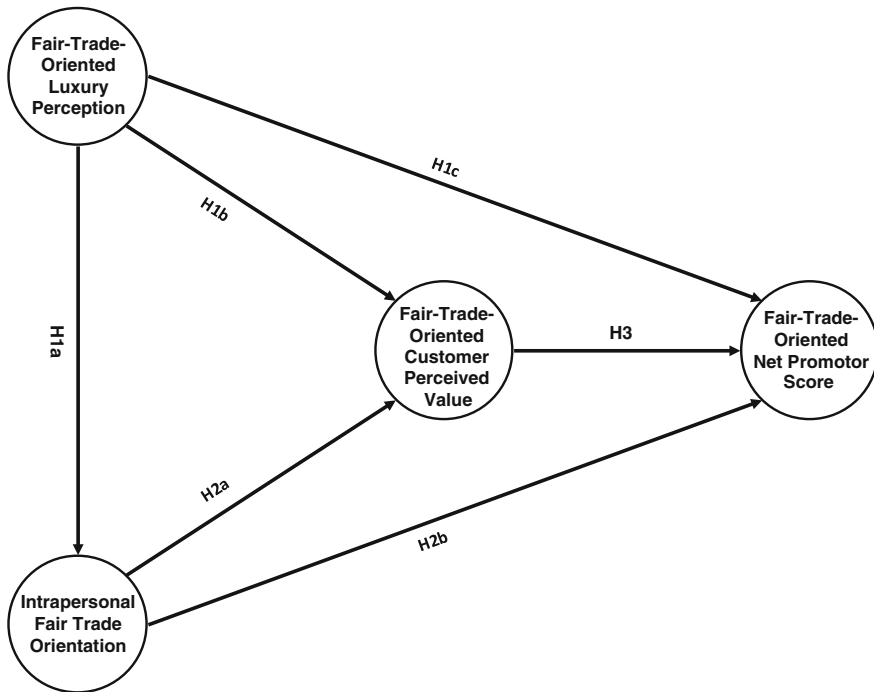 Fair-Trade-
Oriented
Luxury
Perception
H1c
H1b
H1a
Fair-Trade-
Oriented
Customer
Perceived
Value
H3
Fair-Trade-
Oriented
Net Promotor
Score
H2a
H2b
Intrapersonal
Fair Trade
Orientation